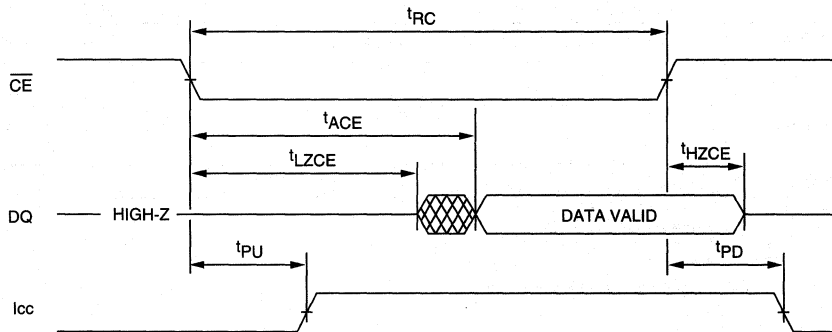 tRC
CE
tACE
tLZCE
tHZCE
DQ
HIGH-Z
DATA VALID
tPU
tPD
Icc